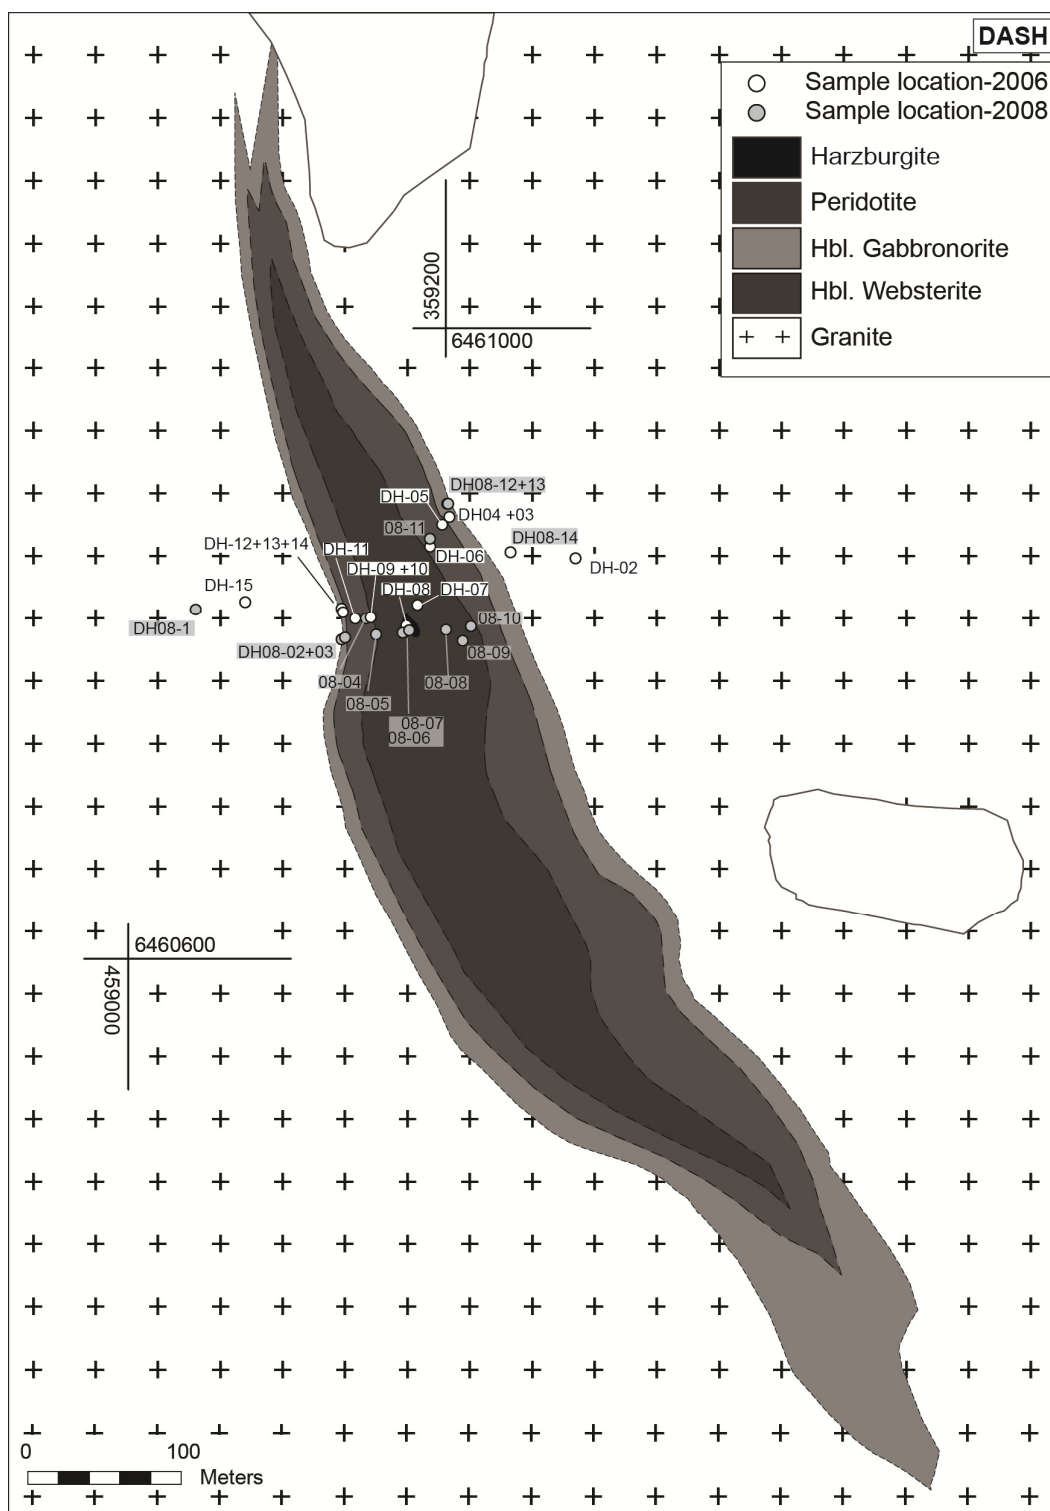 DASH
Sample location-2006
Sample location-2008
Harzburgite
Peridotite
Hbl. Gabbronorite
Hbl. Websterite
Granite
359200
6461000
DH08-12+13
DH-05
DH04 +03
08-11
DH08-14
DH-12+13+14
DH-11
DH-06
DH-02
DH-09 +10
DH-15
DH-08
DH-07
DH08-1
08-10
DH08-02+03
08-09
08-04
08-08
08-05
08-07
08-06
6460600
459000
0 100
Meters